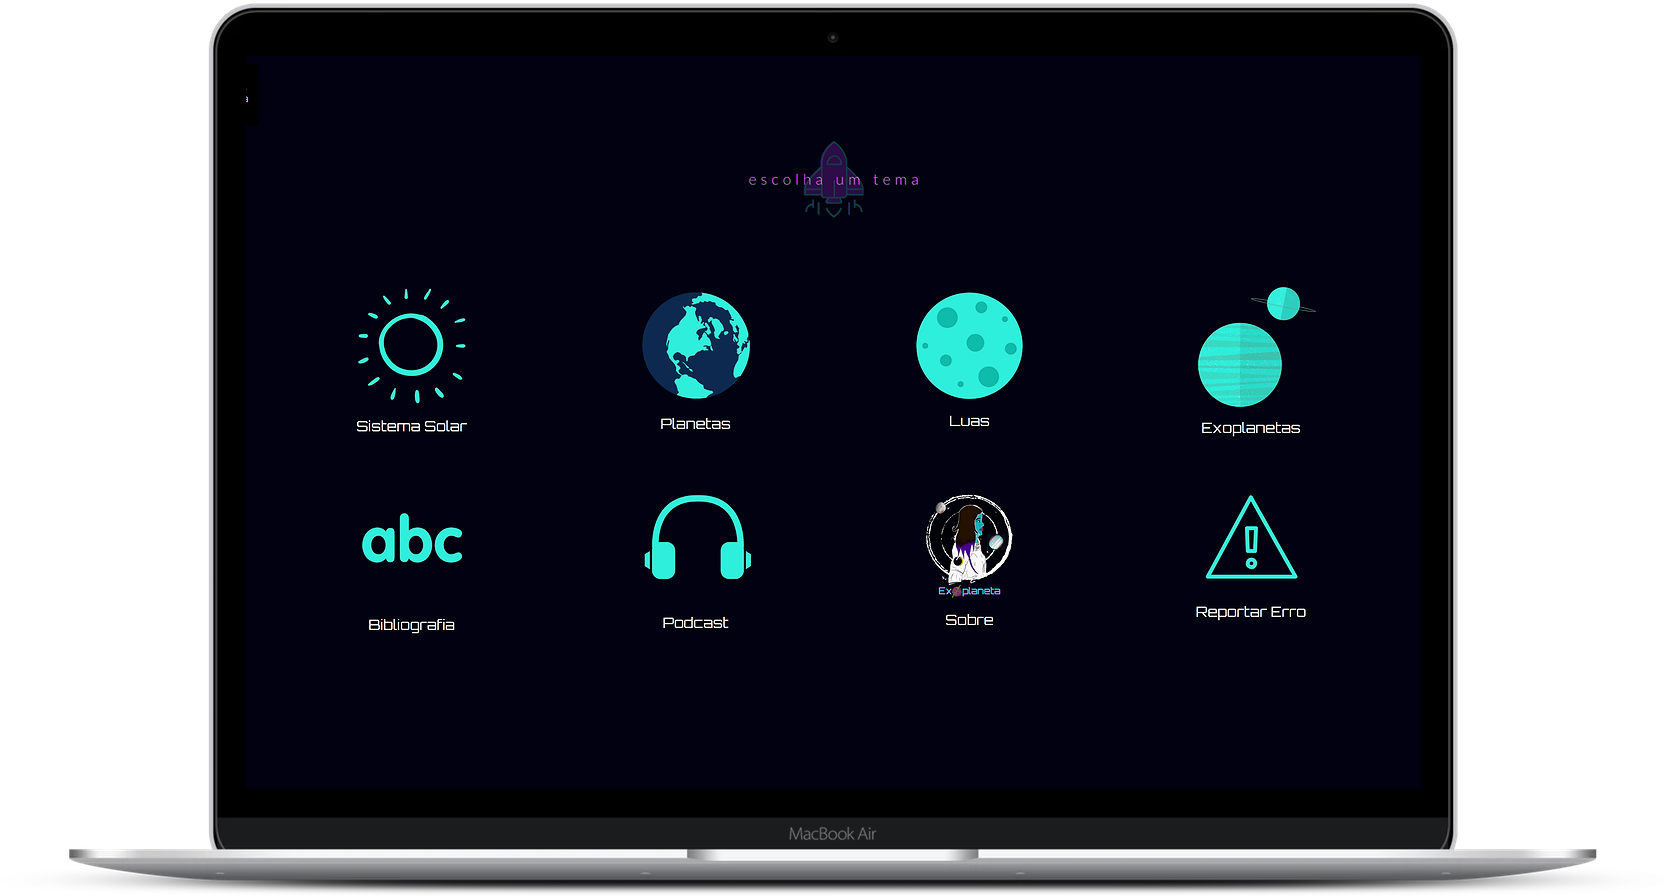 escolha um tema
Sistema Solar
Planetas
Luas
Exoplanetas
abc
Bibliografia
Podcast
Exoplaneta
Sobre
Reportar Erro
MacBook Air